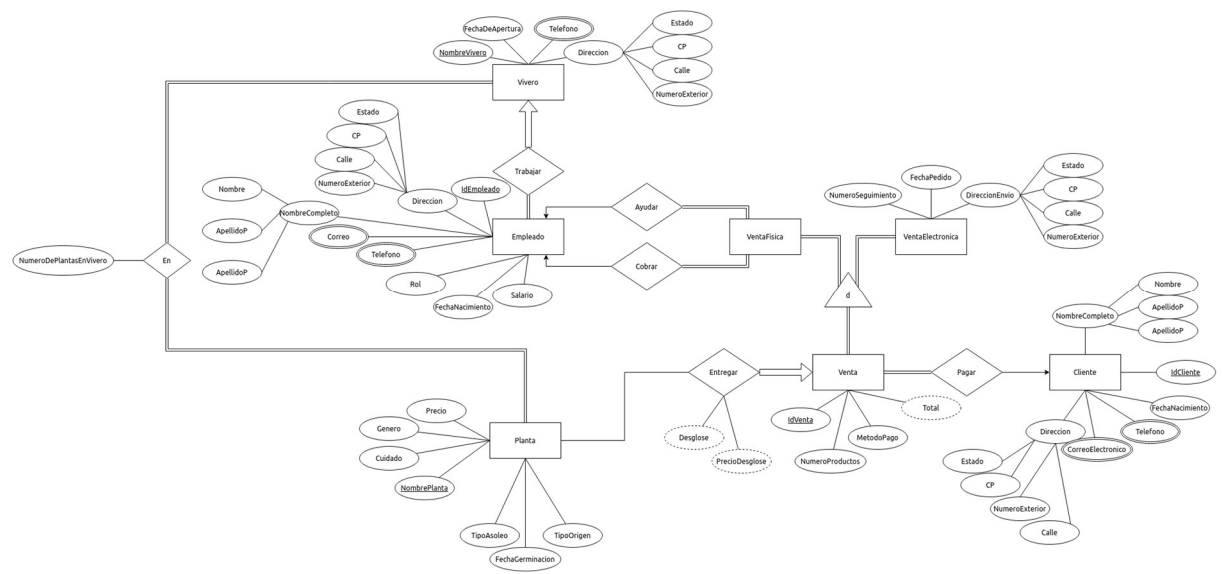 Estado
FechaDeApertura
Telefono
CP
NombreVivero
Direccion
Calle
Vivero
NumeroExterior
Estado
CP
Calle
NumeroExterior
Direccion
IdEmpleado
Trabajar
Nombre
NombreCompleto
ApellidoP
ApellidoP
Correo
Telefono
Empleado
Rol
FechaNacimiento
Salario
Ayudar
Cobrar
VentaFisica
FechaPedido
NumeroSeguimiento
DireccionEnvio
VentaElectronica
Estado
CP
Calle
NumeroExterior
NumeroDePlantasEnVivero
En
d
Nombre
NombreCompleto
ApellidoP
ApellidoP
Entregar
Venta
Pagar
Cliente
IdCliente
Desglose
PrecioDesglose
IdVenta
Total
MetodoPago
NumeroProductos
FechaNacimiento
Telefono
CorreoElectronico
Direccion
Estado
CP
NumeroExterior
Calle
Precio
Genero
Cuidado
NombrePlanta
Planta
TipoAsoleo
TipoOrigen
FechaGerminacion